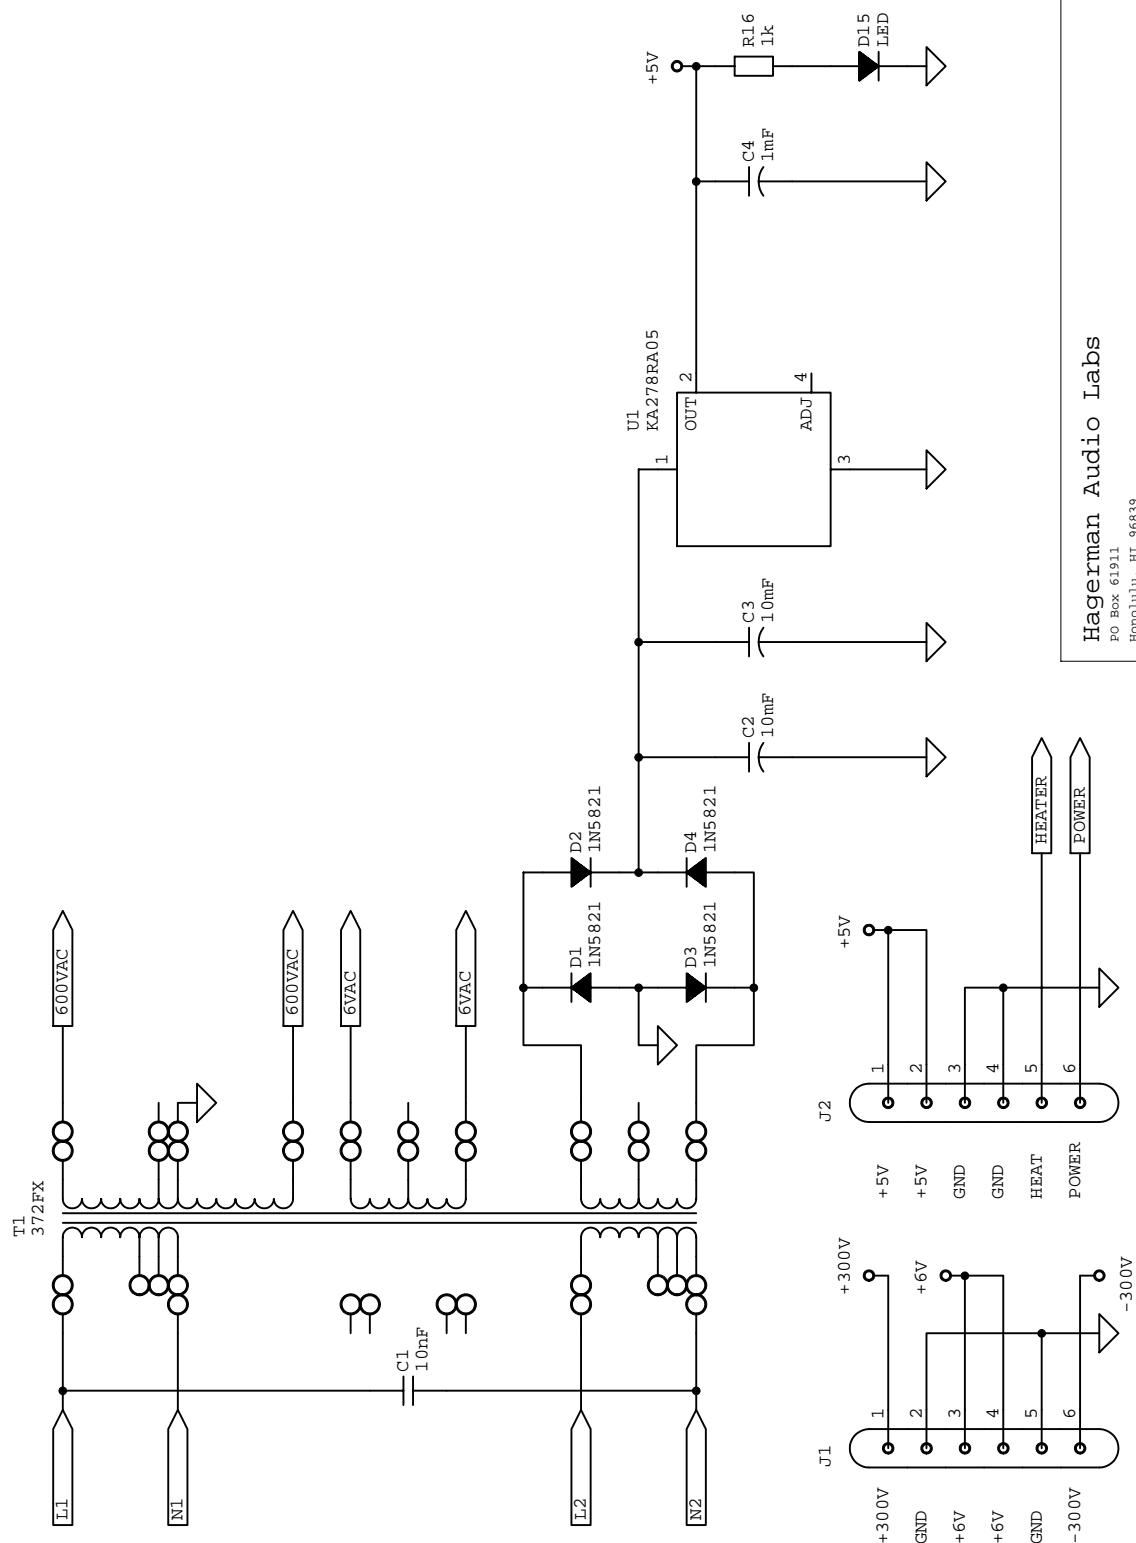 T1
372FX
L1
N1
L2
N2
C1
10nF
600VAC
600VAC
6VAC
6VAC
D1
1N5821
D2
1N5821
D3
1N5821
D4
1N5821
C2
10mF
C3
10mF
U1
KA278RA05
1
OUT
2
ADJ
4
3
+5V
C4
1mF
R16
1k
D15
LED
J1
+300V
GND
+6V
+6V
GND
-300V
1
2
3
4
5
6
+300V
+6V
-300V
J2
+5V
+5V
GND
GND
HEAT
POWER
1
2
3
4
5
6
+5V
HEATER
POWER
Hagerman Audio Labs
PO Box 61911
Honolulu, HI 96839